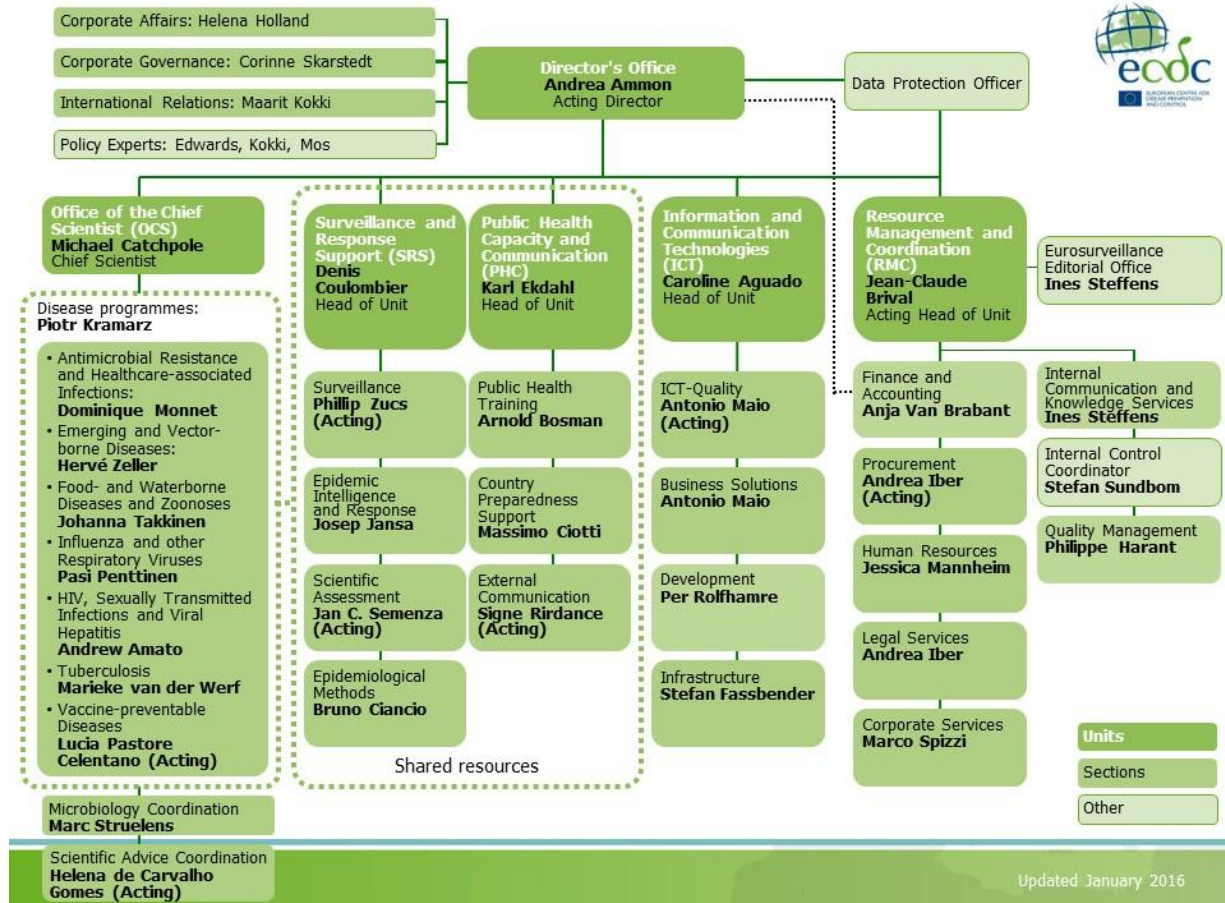 Corporate Affairs: Helena Holland
Corporate Governance: Corinne Skarstedt
International Relations: Maarit Kokki
Policy Experts: Edwards, Kokki, Mos
Director's Office
Andrea Ammon
Acting Director
Data Protection Officer
ecdc
EUROPEAN CENTRE FOR
DISEASE PREVENTION
AND CONTROL
Office of the Chief
Scientist (OCS)
Michael Catchpole
Chief Scientist
Surveillance and
Response
Support (SRS)
Denis
Coulombier
Head of Unit
Public Health
Capacity and
Communication
(PHC)
Karl Ekdahl
Head of Unit
Information and
Communication
Technologies
(ICT)
Caroline Aguado
Head of Unit
Resource
Management and
Coordination
(RMC)
Jean-Claude
Brival
Acting Head of Unit
Eurosurveillance
Editorial Office
Ines Steffens
Disease programmes:
Piotr Kramarz
• Antimicrobial Resistance
and Healthcare-associated
Infections:
Dominique Monnet
• Emerging and Vector-
borne Diseases:
Hervé Zeller
• Food- and Waterborne
Diseases and Zoonoses
Johanna Takkinen
• Influenza and other
Respiratory Viruses
Pasi Penttinen
• HIV, Sexually Transmitted
Infections and Viral
Hepatitis
Andrew Amato
• Tuberculosis
Marieke van der Werf
• Vaccine-preventable
Diseases
Lucia Pastore
Celentano (Acting)
Microbiology Coordination
Marc Struelens
Scientific Advice Coordination
Helena de Carvalho
Gomes (Acting)
Surveillance
Phillip Zucs
(Acting)
Epidemic
Intelligence
and Response
Josep Jansa
Scientific
Assessment
Jan C. Semenza
(Acting)
Epidemiological
Methods
Bruno Ciancio
Public Health
Training
Arnold Bosman
Country
Preparedness
Support
Massimo Ciotti
External
Communication
Signe Rirdance
(Acting)
Shared resources
ICT-Quality
Antonio Maio
(Acting)
Business Solutions
Antonio Maio
Development
Per Rolfhamre
Infrastructure
Stefan Fassbender
Finance and
Accounting
Anja Van Brabant
Procurement
Andrea Iber
(Acting)
Human Resources
Jessica Mannheim
Legal Services
Andrea Iber
Corporate Services
Marco Spizzi
Internal
Communication and
Knowledge Services
Ines Steffens
Internal Control
Coordinator
Stefan Sundbom
Quality Management
Philippe Harant
Units
Sections
Other
Updated January 2016